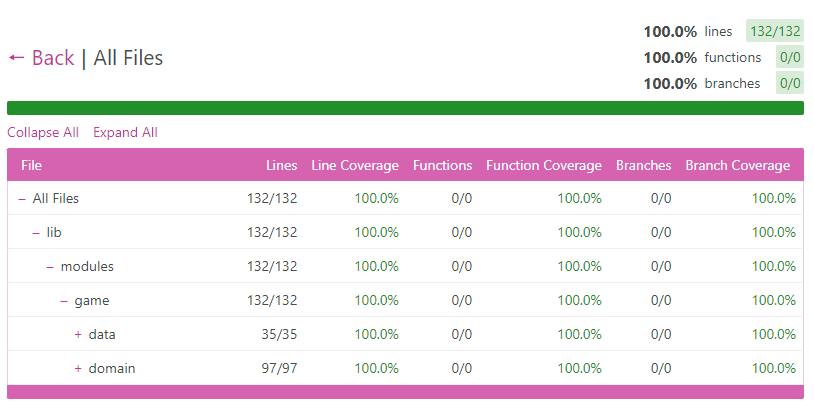 100.0% lines 132/132
← Back | All Files
100.0% functions 0/0
100.0% branches 0/0
Collapse All Expand All
File Lines Line Coverage Functions Function Coverage Branches Branch Coverage
– All Files 132/132 100.0% 0/0 100.0% 0/0 100.0%
– lib 132/132 100.0% 0/0 100.0% 0/0 100.0%
– modules 132/132 100.0% 0/0 100.0% 0/0 100.0%
– game 132/132 100.0% 0/0 100.0% 0/0 100.0%
+ data 35/35 100.0% 0/0 100.0% 0/0 100.0%
+ domain 97/97 100.0% 0/0 100.0% 0/0 100.0%